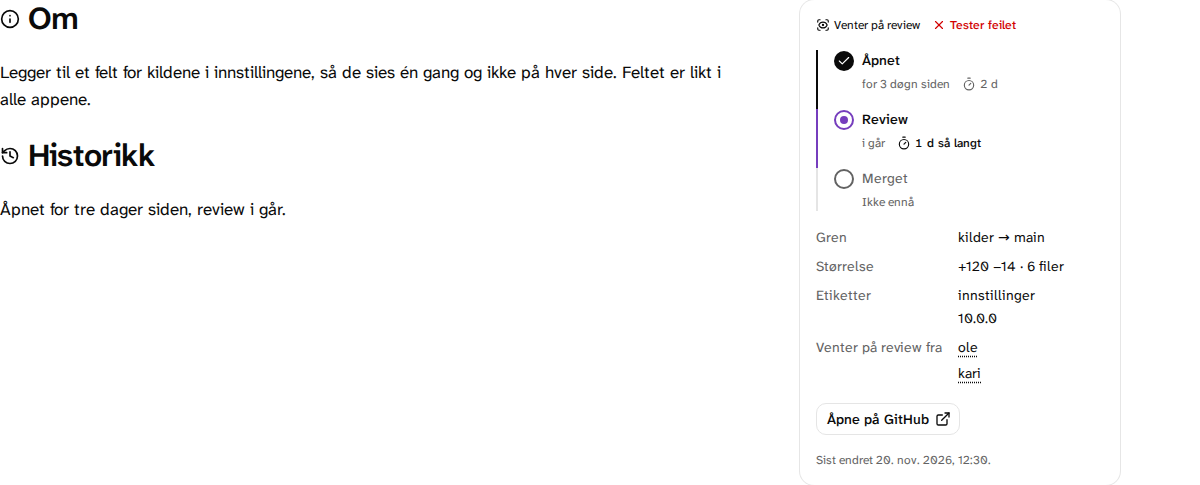 Om
Legger til et felt for kildene i innstillingene, så de sies én gang og ikke på hver side. Feltet er likt i
alle appene.
Historikk
Åpnet for tre dager siden, review i går.
Venter på review Tester feilet
Åpnet
for 3 døgn siden 2 d
Review
i går 1 d så langt
Merget
Ikke ennå
Gren kilder → main
Størrelse +120 −14 · 6 filer
Etiketter innstillinger
10.0.0
Venter på review fra ole
kari
Åpne på GitHub
Sist endret 20. nov. 2026, 12:30.